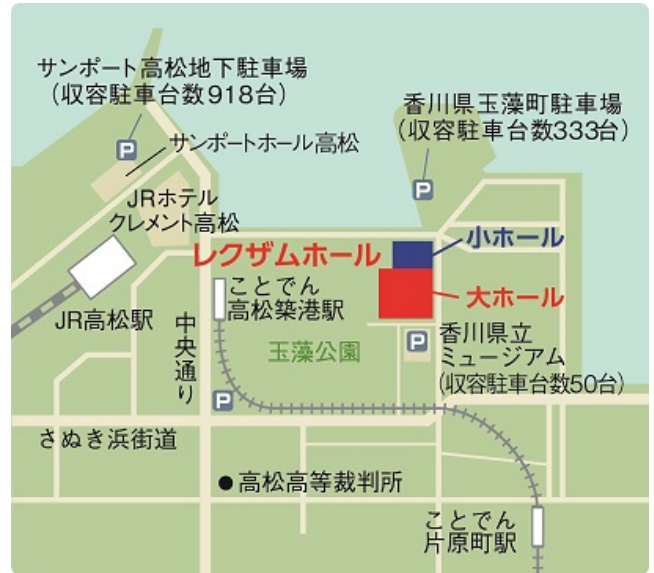 サンポート高松地下駐車場
（収容駐車台数918台）
香川県玉藻町駐車場
（収容駐車台数333台）
P
サンポートホール高松
P
JRホテル
クレメント高松
小ホール
レクザムホール
大ホール
ことでん
高松築港駅
JR高松駅
中央通り
玉藻公園
P
香川県立
ミュージアム
（収容駐車台数50台）
P
さぬき浜街道
高松高等裁判所
ことでん
片原町駅